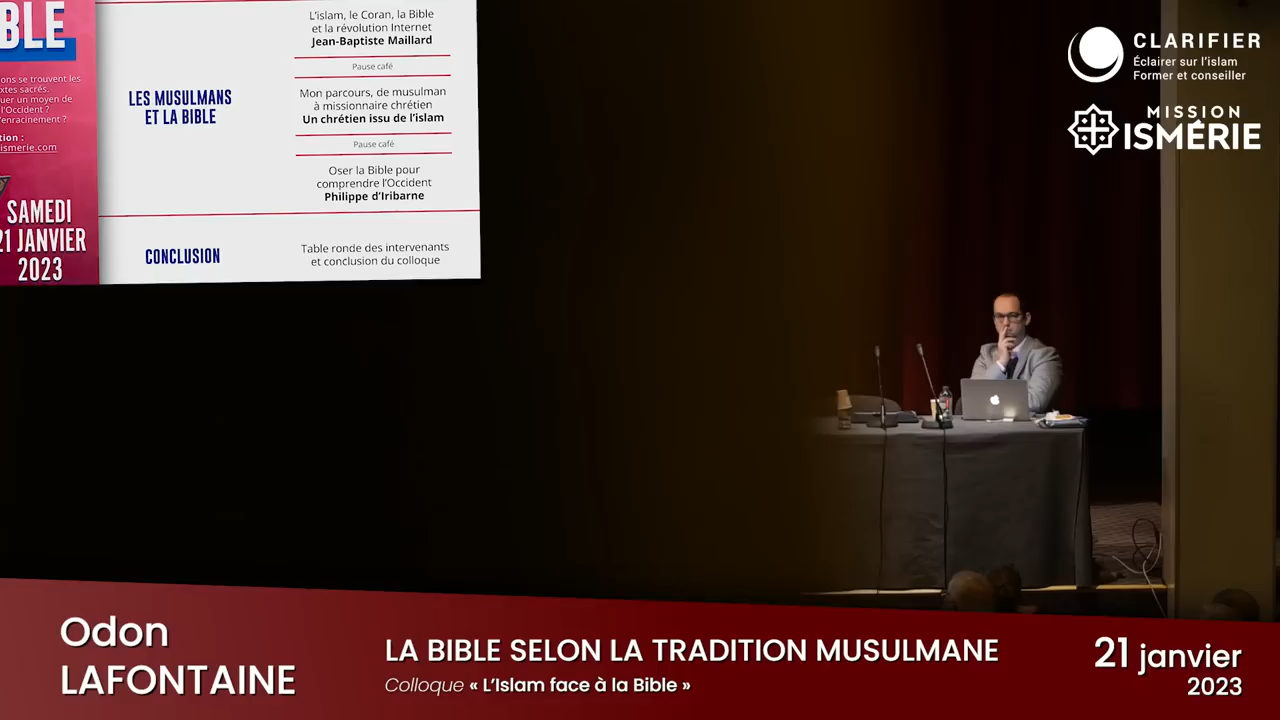 BLE
ons se trouvent les
xtes sacrés.
uer un moyen de
l'Occident ?
'enracinement ?
tion :
ismerie.com
SAMEDI
21 JANVIER
2023
LES MUSULMANS
ET LA BIBLE
L'islam, le Coran, la Bible
et la révolution Internet
Jean-Baptiste Maillard
Pause café
Mon parcours, de musulman
à missionnaire chrétien
Un chrétien issu de l'islam
Pause café
Oser la Bible pour
comprendre l'Occident
Philippe d'Iribarne
CONCLUSION
Table ronde des intervenants
et conclusion du colloque
CLARIFIER
Éclairer sur l'islam
Former et conseiller
MISSION
ISMÉRIE
Odon
LAFONTAINE
LA BIBLE SELON LA TRADITION MUSULMANE
Colloque « L'Islam face à la Bible »
21 janvier
2023